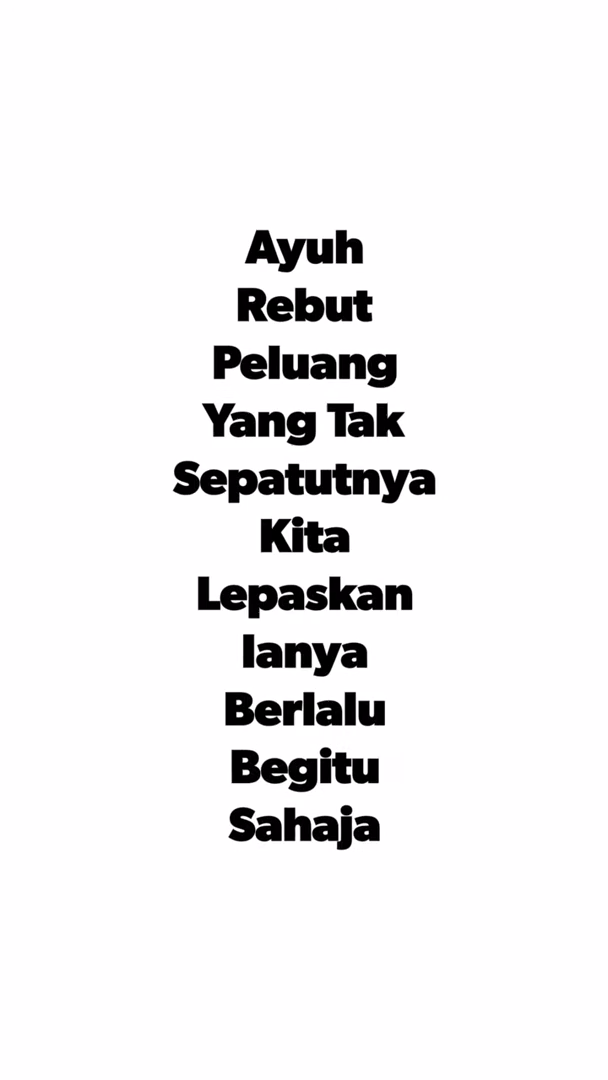 Ayuh
Rebut
Peluang
Yang Tak
Sepatutnya
Kita
Lepaskan
Ianya
Berlalu
Begitu
Sahaja